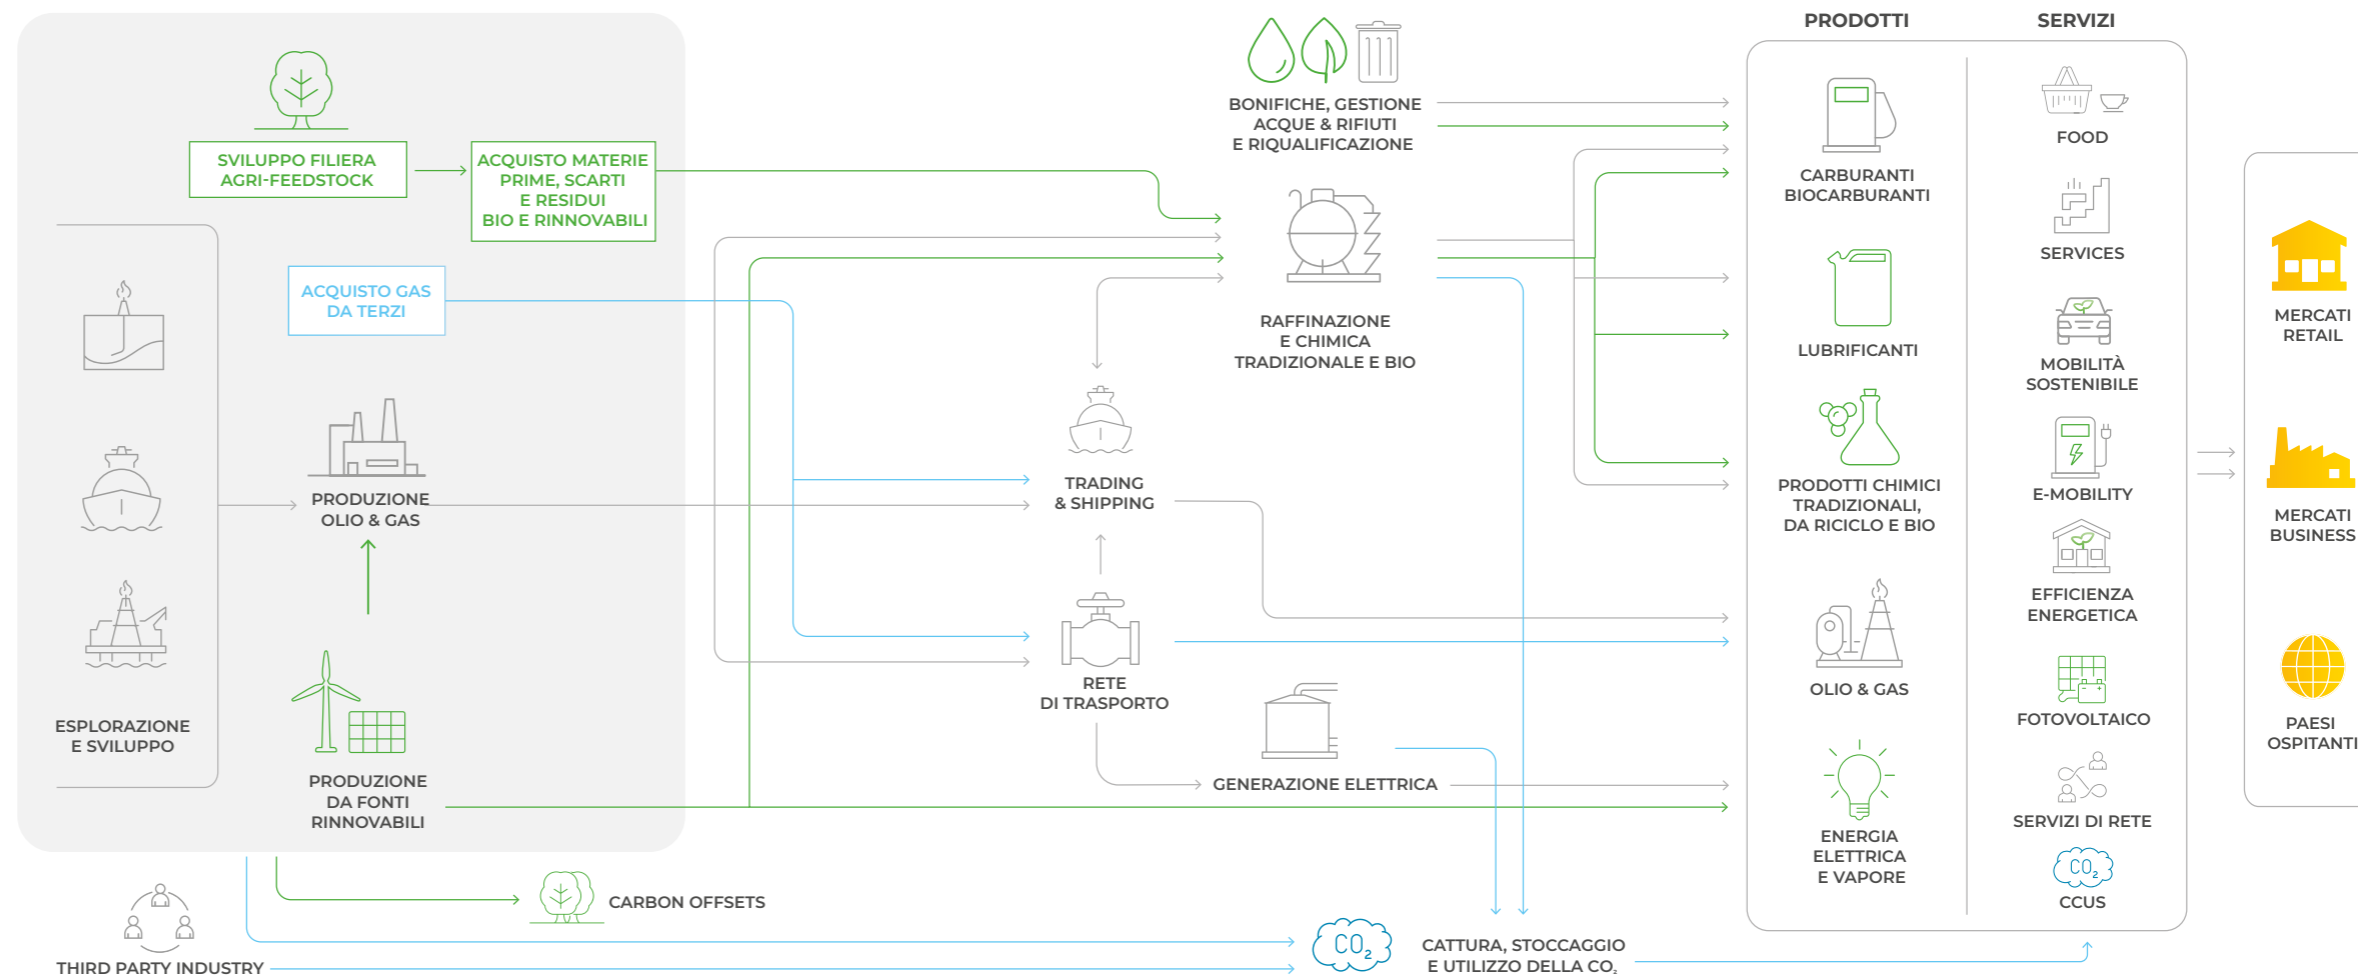 SVILUPPO FILIERA
AGRI-FEEDSTOCK
ACQUISTO MATERIE
PRIME, SCARTI
E RESIDUI
BIO E RINNOVABILI
ACQUISTO GAS
DA TERZI
PRODUZIONE
OLIO & GAS
ESPLORAZIONE
E SVILUPPO
PRODUZIONE
DA FONTI
RINNOVABILI
CARBON OFFSETS
THIRD PARTY INDUSTRY
BONIFICHE, GESTIONE
ACQUE & RIFIUTI
E RIQUALIFICAZIONE
RAFFINAZIONE
E CHIMICA
TRADIZIONALE E BIO
TRADING
& SHIPPING
RETE
DI TRASPORTO
GENERAZIONE ELETTRICA
CO₂
CATTURA, STOCCAGGIO
E UTILIZZO DELLA CO₂
PRODOTTI
CARBURANTI
BIOCARBURANTI
LUBRIFICANTI
PRODOTTI CHIMICI
TRADIZIONALI,
DA RICICLO E BIO
OLIO & GAS
ENERGIA
ELETTRICA
E VAPORE
SERVIZI
FOOD
SERVICES
MOBILITÀ
SOSTENIBILE
E-MOBILITY
EFFICIENZA
ENERGETICA
FOTOVOLTAICO
SERVIZI DI RETE
CO₂
CCUS
MERCATI
RETAIL
MERCATI
BUSINESS
PAESI
OSPITANTI